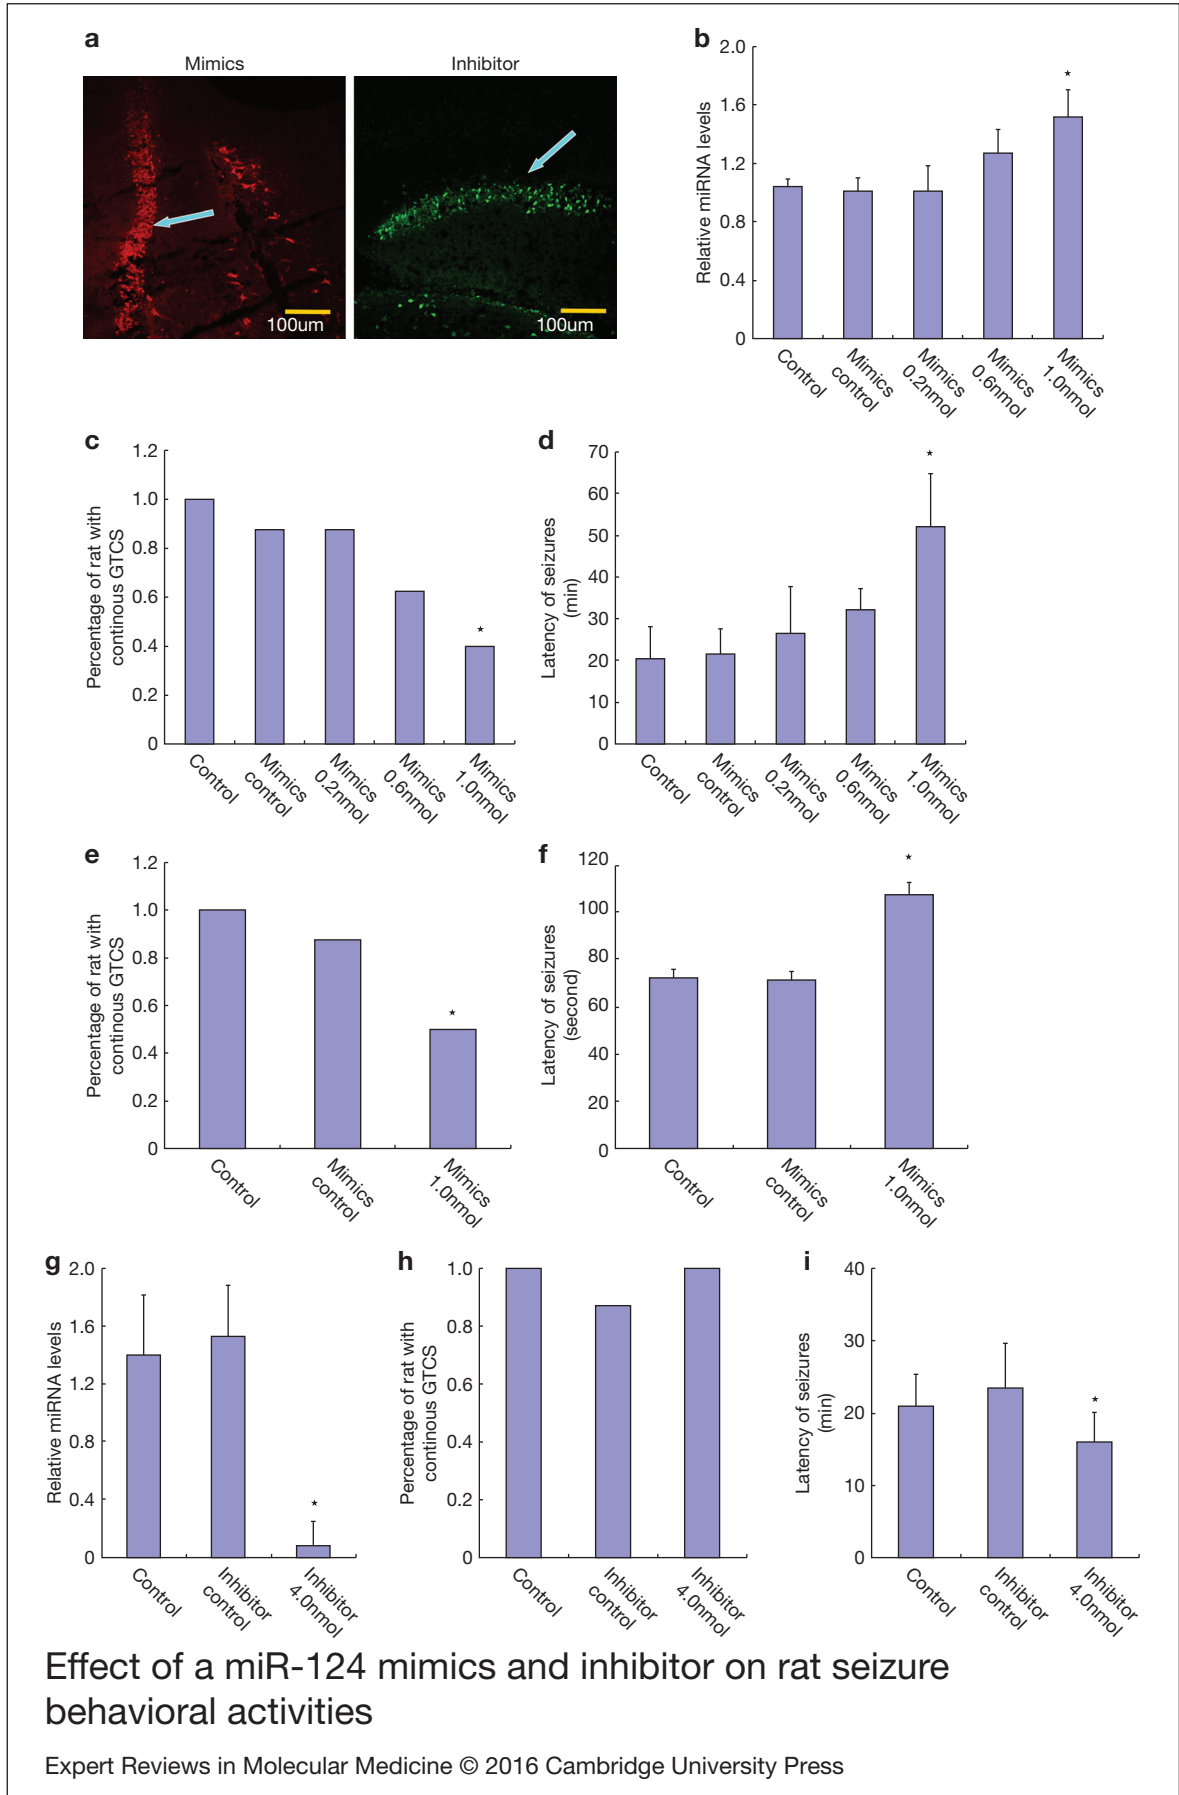 a
Mimics
Inhibitor
100um
100um
b
Relative miRNA levels
2.0
1.6
1.2
0.8
0.4
0
*
Control
Mimics
control
Mimics
0.2nmol
Mimics
0.6nmol
Mimics
1.0nmol
c
Percentage of rat with
continous GTCS
1.2
1.0
0.8
0.6
0.4
0.2
0
*
Control
Mimics
control
Mimics
0.2nmol
Mimics
0.6nmol
Mimics
1.0nmol
d
Latency of seizures
(min)
70
60
50
40
30
20
10
0
*
Control
Mimics
control
Mimics
0.2nmol
Mimics
0.6nmol
Mimics
1.0nmol
e
Percentage of rat with
continous GTCS
1.2
1.0
0.8
0.6
0.4
0.2
0
*
Control
Mimics
control
Mimics
1.0nmol
f
Latency of seizures
(second)
120
100
80
60
40
20
0
*
Control
Mimics
control
Mimics
1.0nmol
g
Relative miRNA levels
2.0
1.6
1.2
0.8
0.4
0
*
Control
Inhibitor
control
Inhibitor
4.0nmol
h
Percentage of rat with
continous GTCS
1.0
0.8
0.6
0.4
0.2
0
Control
Inhibitor
control
Inhibitor
4.0nmol
i
Latency of seizures
(min)
40
30
20
10
0
*
Control
Inhibitor
control
Inhibitor
4.0nmol
Effect of a miR-124 mimics and inhibitor on rat seizure
behavioral activities
Expert Reviews in Molecular Medicine © 2016 Cambridge University Press